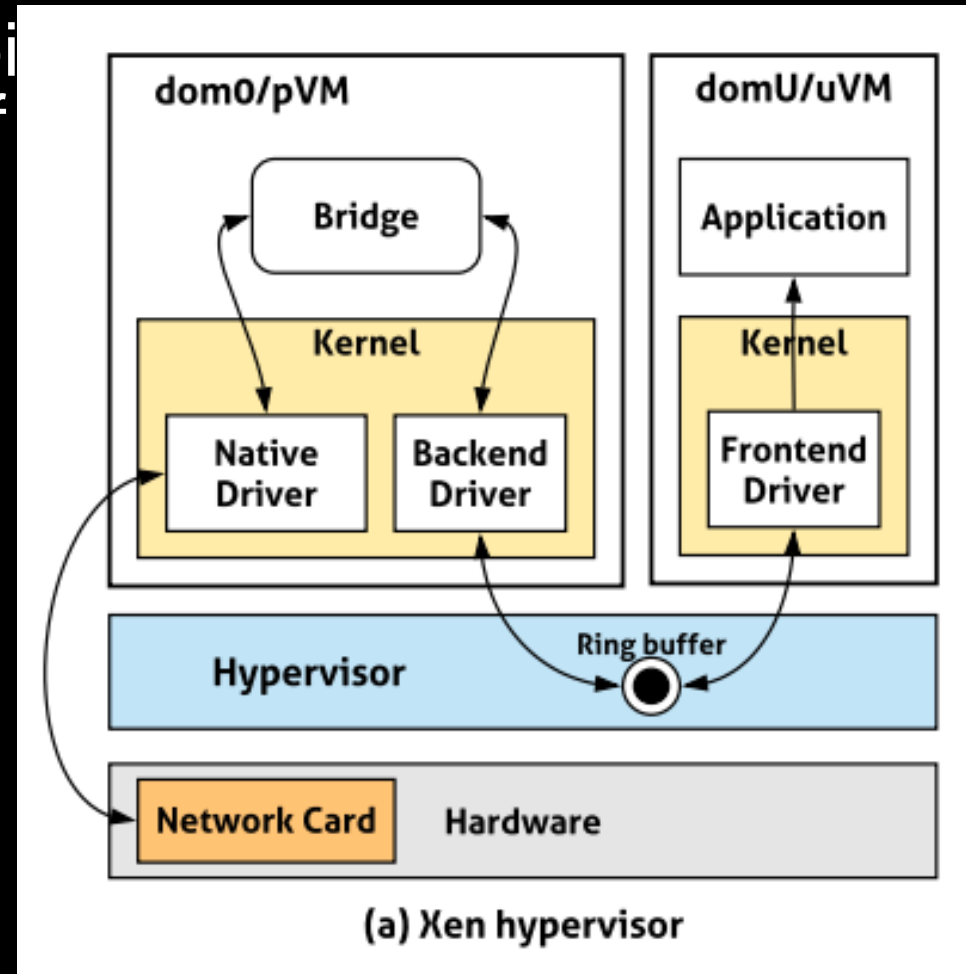 dom0/pVM
domU/uVM
Bridge
Application
Kernel
Kernel
Native
Driver
Backend
Driver
Frontend
Driver
Ring buffer
Hypervisor
Network Card
Hardware
(a) Xen hypervisor